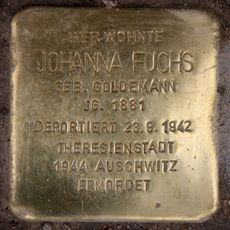 HIER WOHNTE
JOHANNA FUCHS
GEB. GOLDEMANN
JG. 1881
DEPORTIERT 23.9.1942
THERESIENSTADT
1944 AUSCHWITZ
ERMORDET